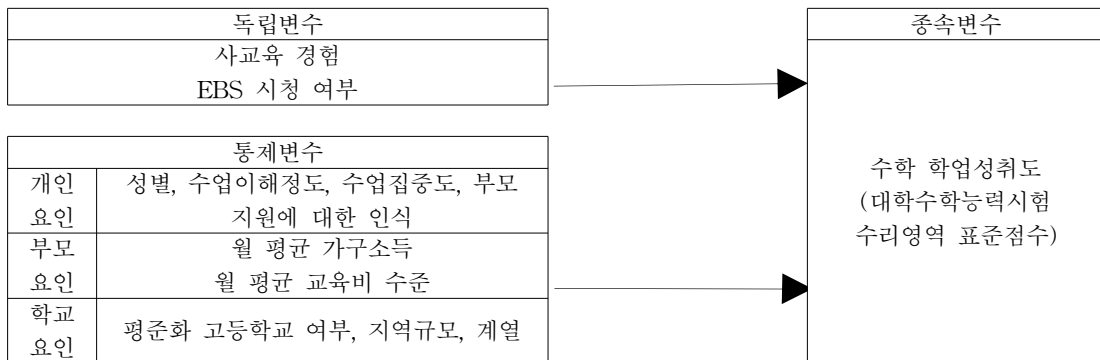 독립변수
사교육 경험
EBS 시청 여부
종속변수
수학 학업성취도
(대학수학능력시험
수리영역 표준점수)
통제변수
개인
요인
성별, 수업이해정도, 수업집중도, 부모
지원에 대한 인식
부모
요인
월 평균 가구소득
월 평균 교육비 수준
학교
요인
평준화 고등학교 여부, 지역규모, 계열